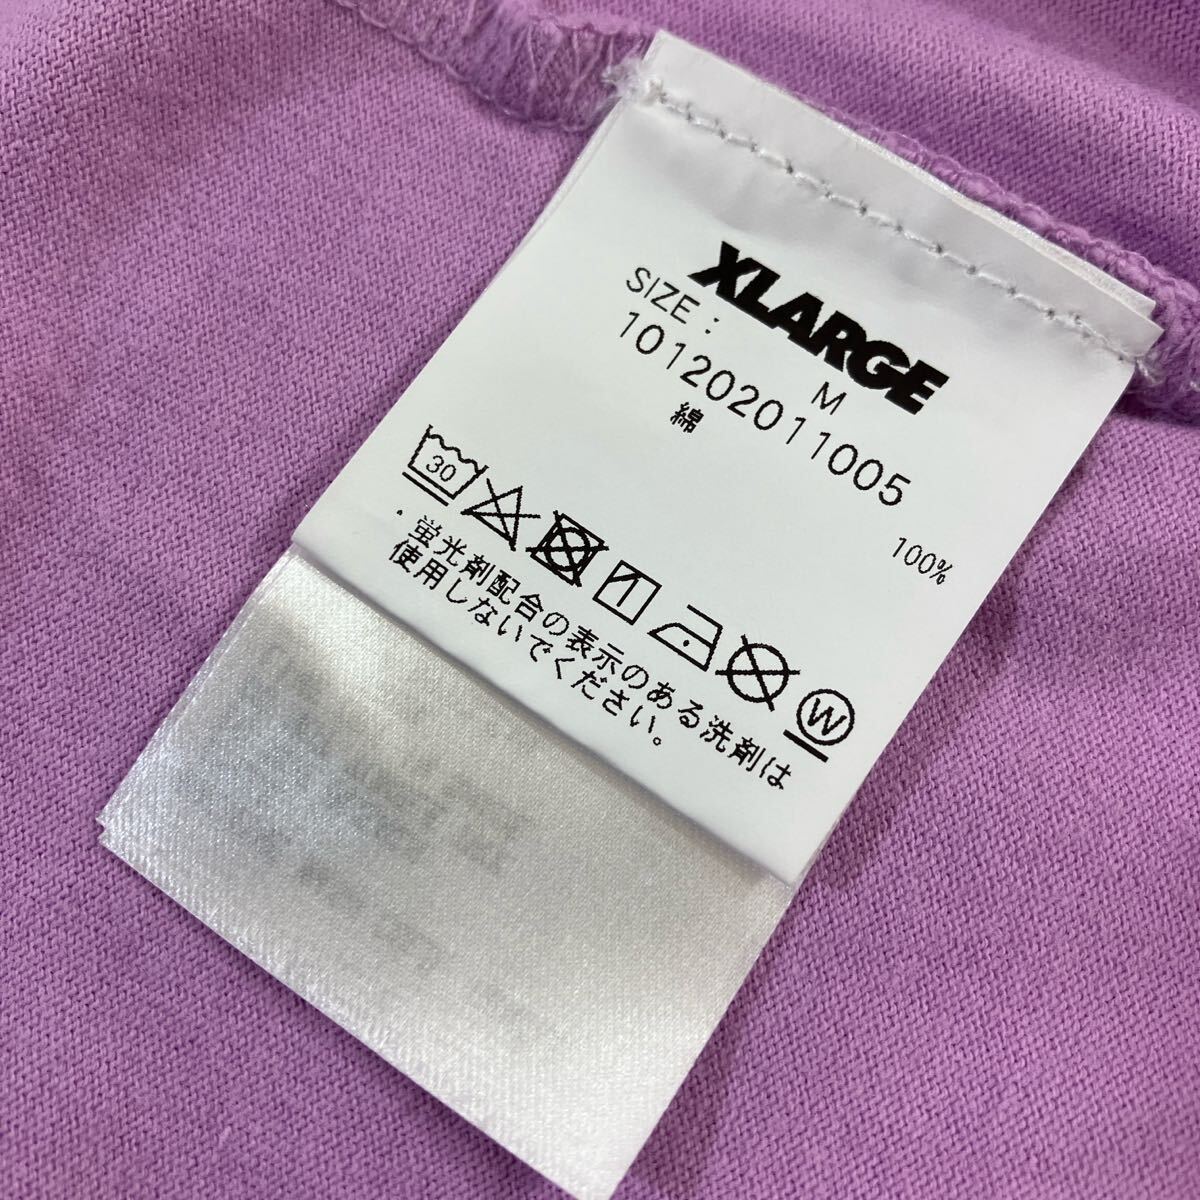 XLARGE
SIZE : M
101202011005
綿 100%
30
W
・蛍光剤配合の表示のある洗剤は
使用しないでください。